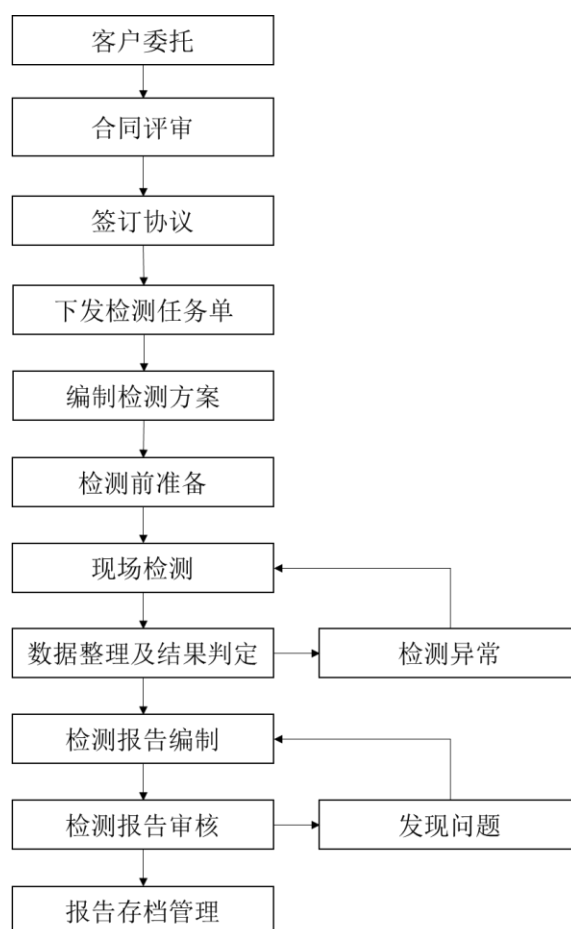 客户委托
合同评审
签订协议
下发检测任务单
编制检测方案
检测前准备
现场检测
数据整理及结果判定
检测异常
检测报告编制
检测报告审核
发现问题
报告存档管理